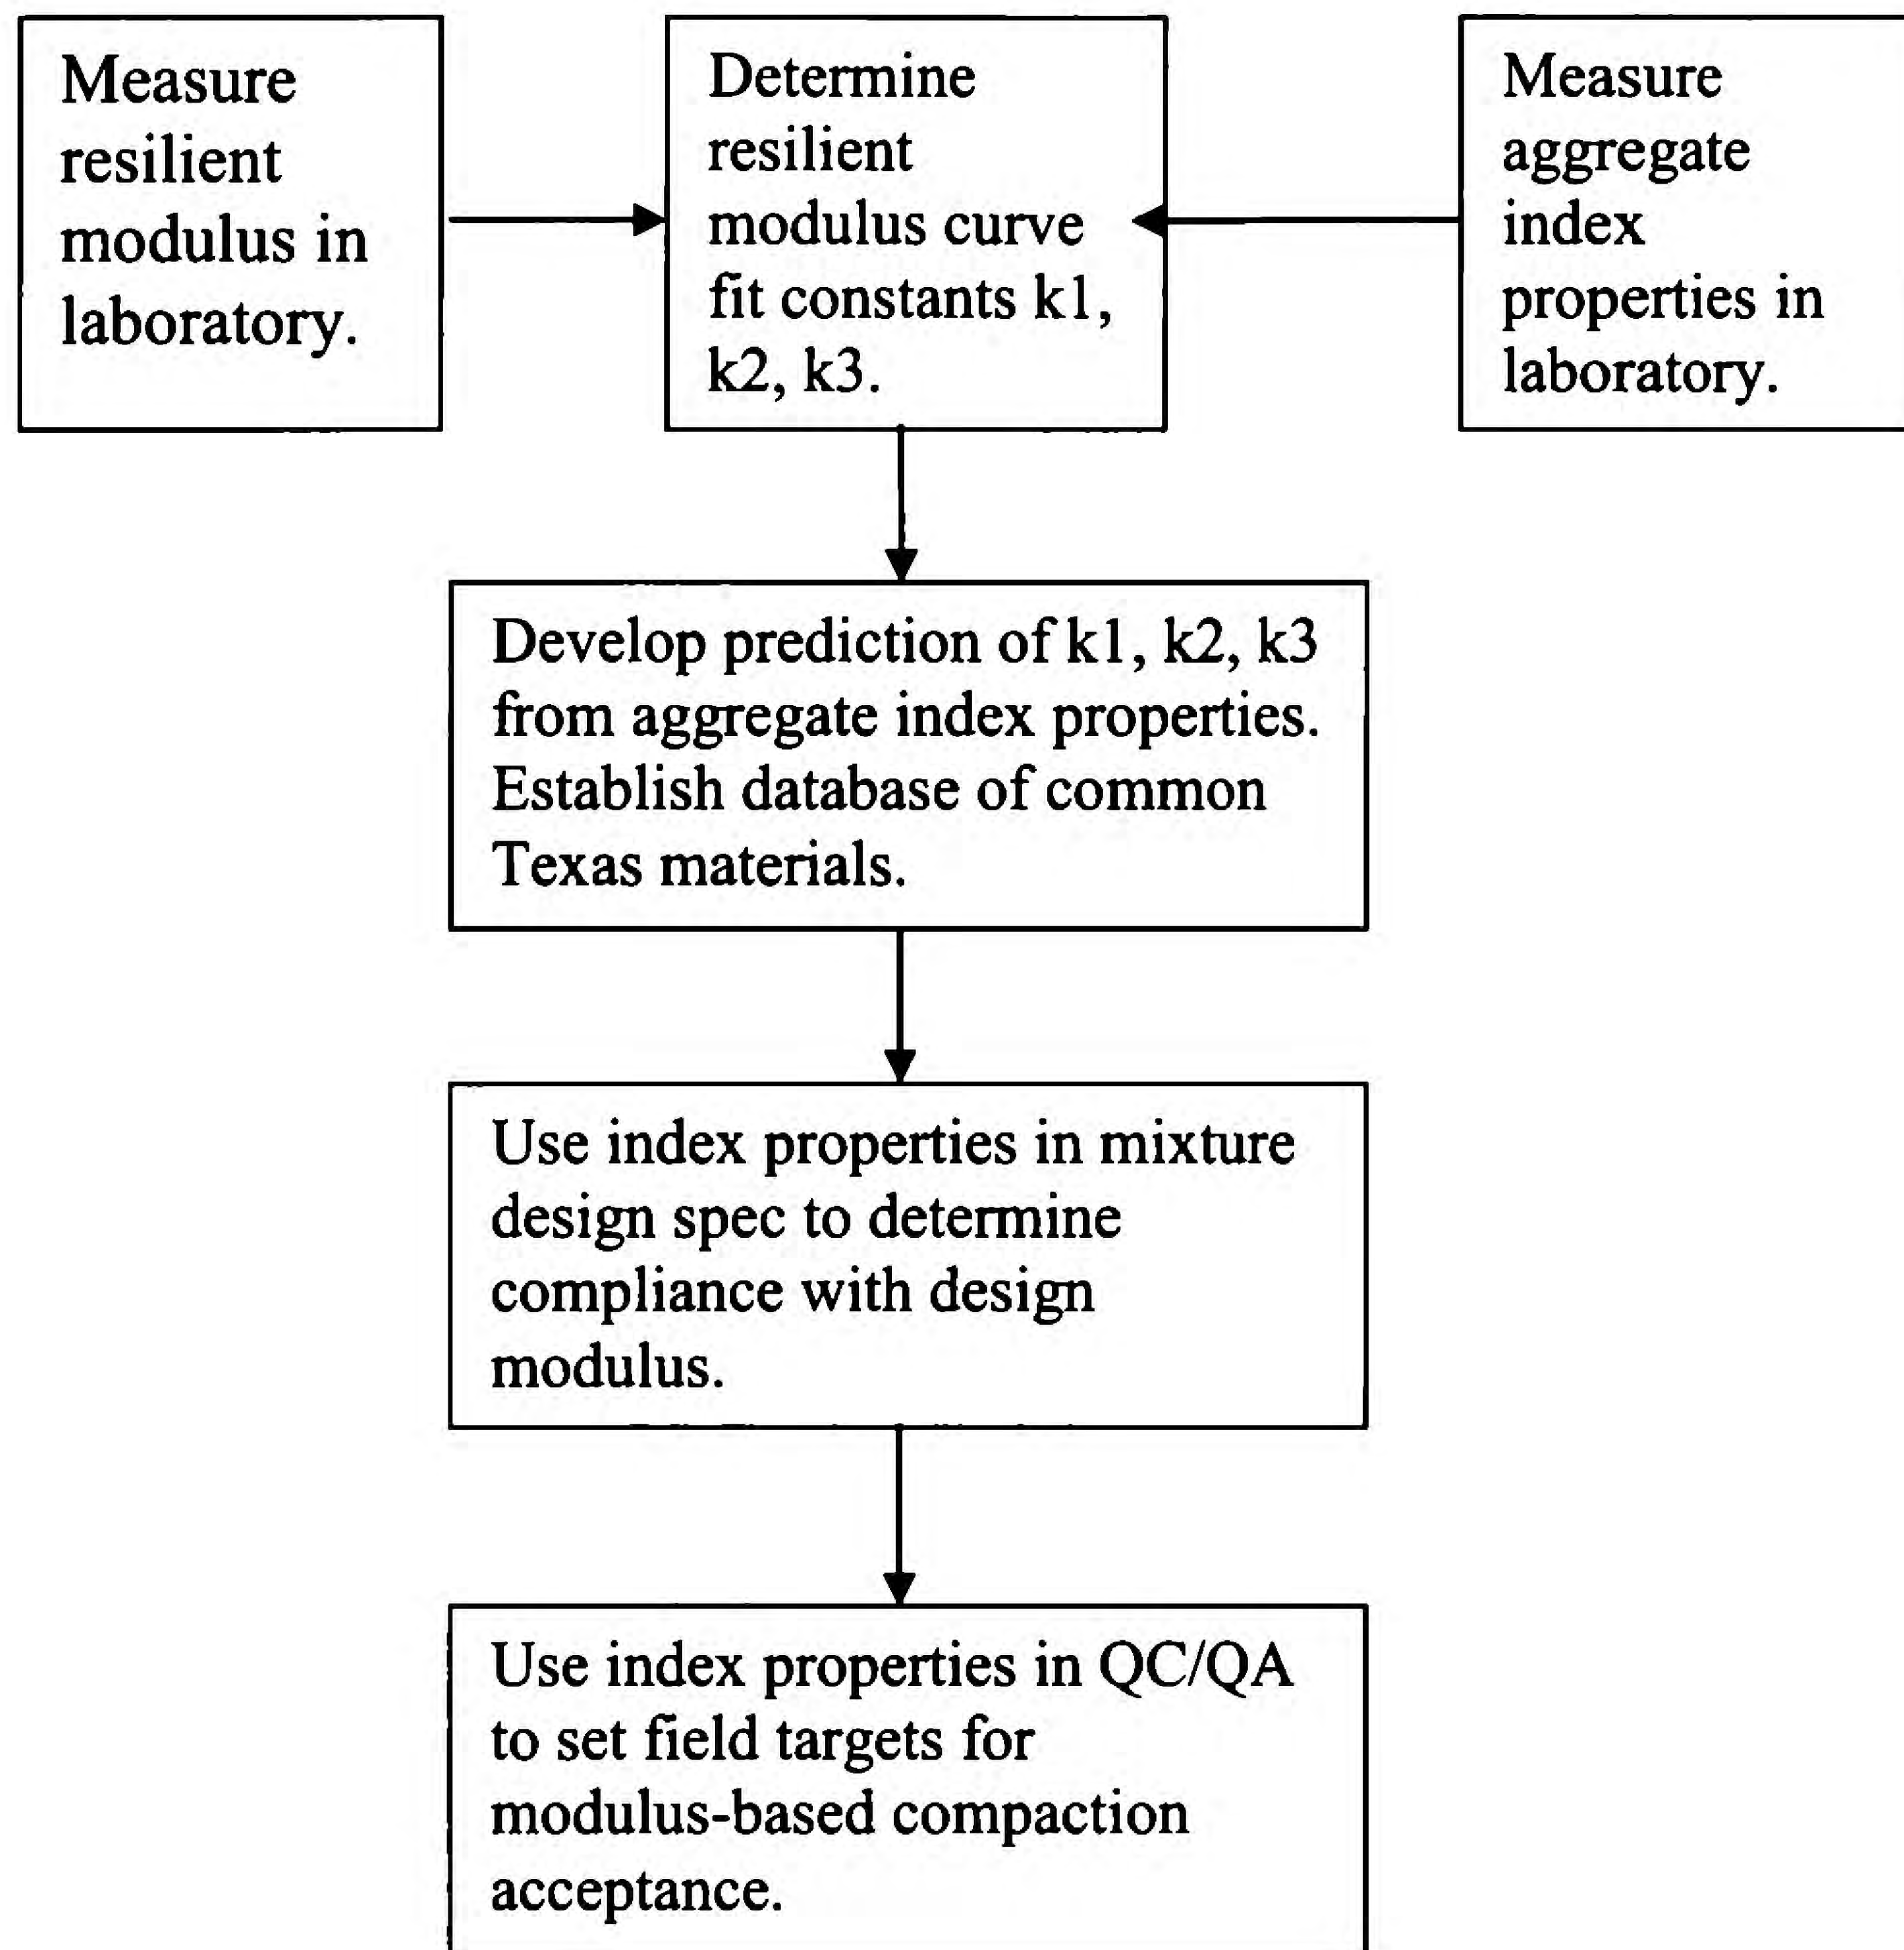 Measure
resilient
modulus in
laboratory.
Determine
resilient
modulus curve
fit constants k1,
k2, k3.
Measure
aggregate
index
properties in
laboratory.
Develop prediction of k1, k2, k3
from aggregate index properties.
Establish database of common
Texas materials.
Use index properties in mixture
design spec to determine
compliance with design
modulus.
Use index properties in QC/QA
to set field targets for
modulus-based compaction
acceptance.